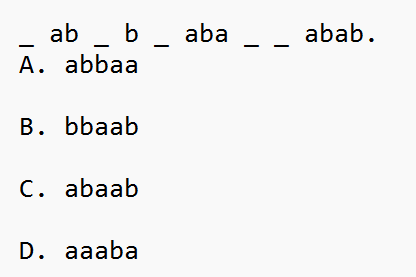 _ ab _ b _ aba _ _ abab.
A. abbaa
B. bbaab
C. abaab
D. aaaba